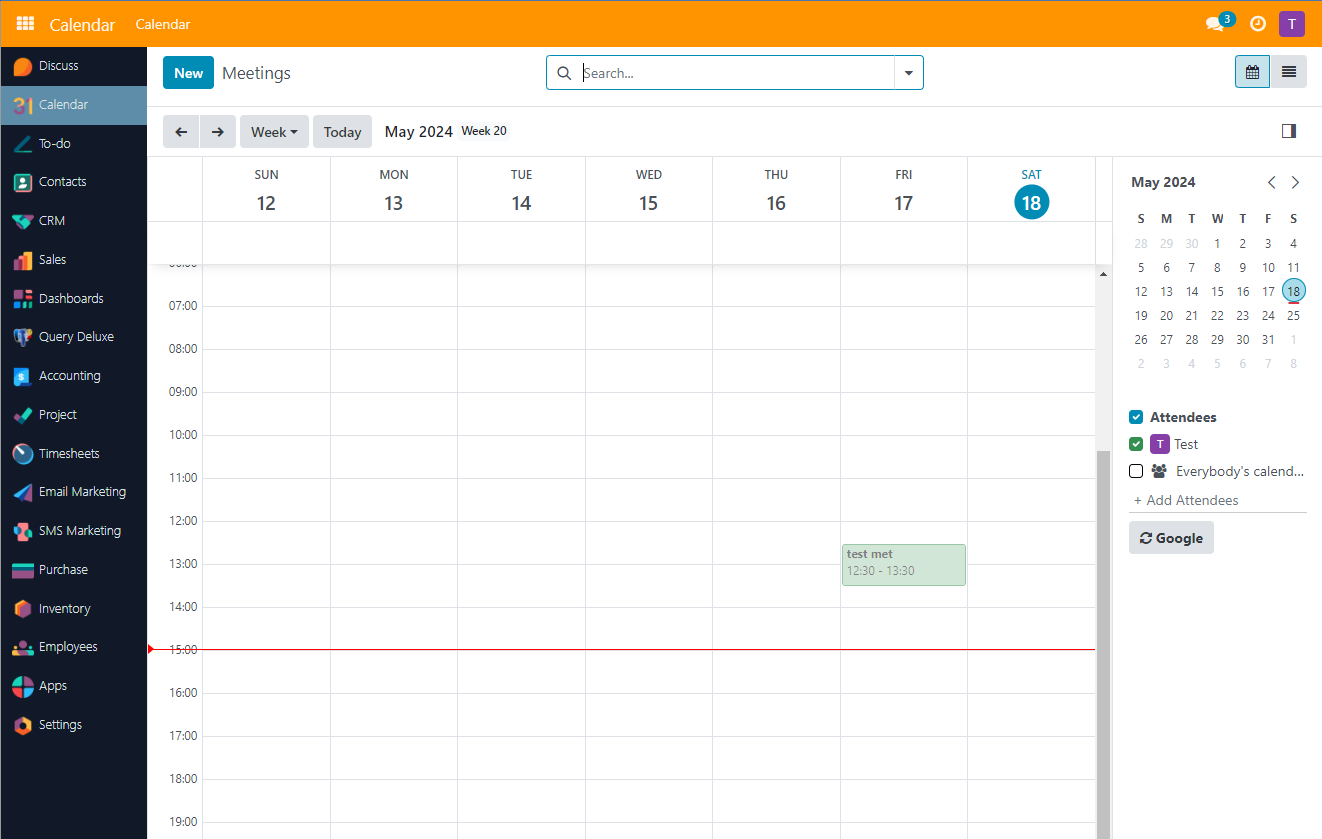 Calendar Calendar 3 T
Discuss
Calendar
To-do
Contacts
CRM
Sales
Dashboards
Query Deluxe
Accounting
Project
Timesheets
Email Marketing
SMS Marketing
Purchase
Inventory
Employees
Apps
Settings
New Meetings Search...
Week Today May 2024 Week 20
SUN MON TUE WED THU FRI SAT
12 13 14 15 16 17 18
07:00
08:00
09:00
10:00
11:00
12:00
13:00
14:00
15:00
16:00
17:00
18:00
19:00
test met
12:30 - 13:30
May 2024
S M T W T F S
28 29 30 1 2 3 4
5 6 7 8 9 10 11
12 13 14 15 16 17 18
19 20 21 22 23 24 25
26 27 28 29 30 31 1
2 3 4 5 6 7 8
Attendees
T Test
Everybody's calend...
+ Add Attendees
Google